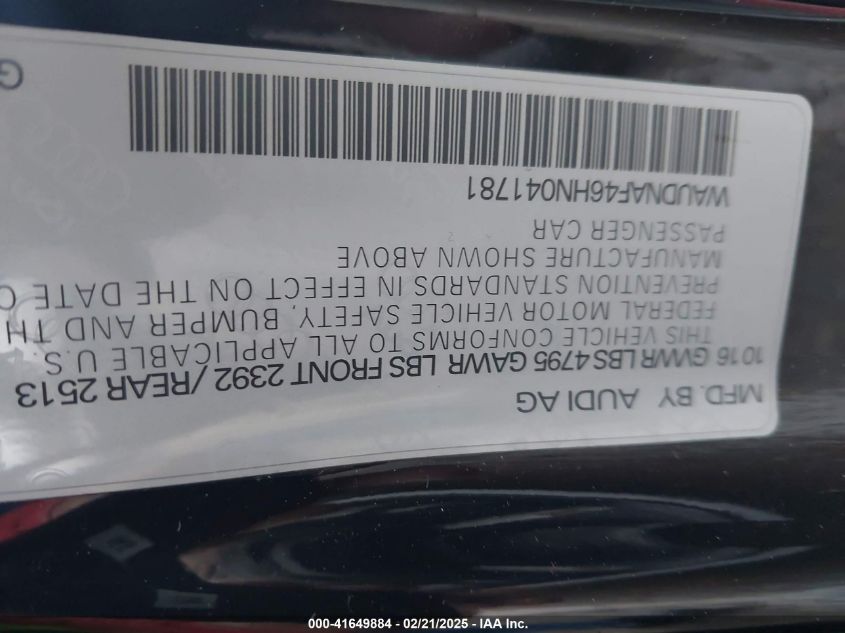 MFD. BY AUDI AG
10 16 GWWR LBS 4795 GAWR LBS FRONT 2392 / REAR 2513
THIS VEHICLE CONFORMS TO ALL APPLICABLE U.S.
FEDERAL MOTOR VEHICLE SAFETY, BUMPER AND TH
PREVENTION STANDARDS IN EFFECT ON THE DATE O
MANUFACTURE SHOWN ABOVE
PASSENGER CAR
WAUDNAF46HN041781
G
000-41649884 - 02/21/2025 - IAA Inc.